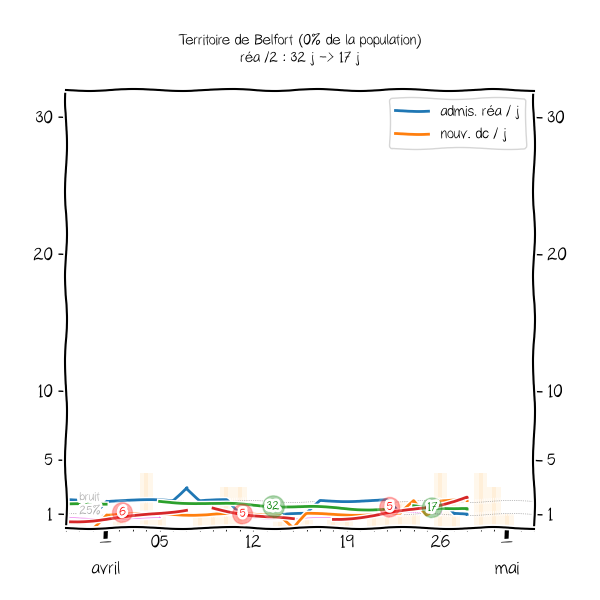 Territoire de Belfort (0% de la population)
réa /2 : 32 j -> 17 j
admis. réa / j
nouv. dc / j
30
30
20
20
10
10
5
5
1
1
bruit
25%
6
5
32
5
17
05
12
19
26
avril
mai